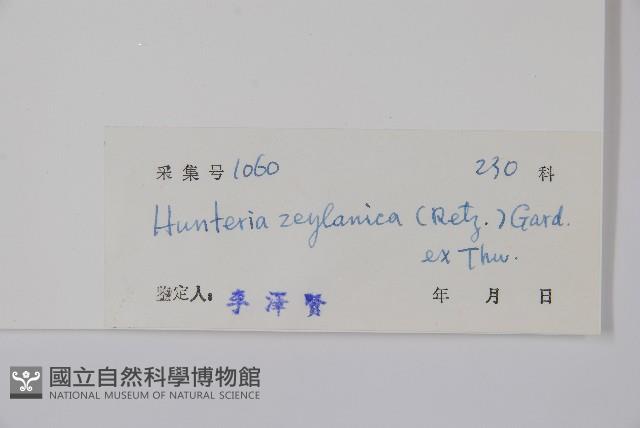 采集号 1060 230 科
Hunteria zeylanica (Retz.) Gard.
ex Thw.
鉴定人: 李泽贤 年 月 日
國立自然科學博物館
NATIONAL MUSEUM OF NATURAL SCIENCE